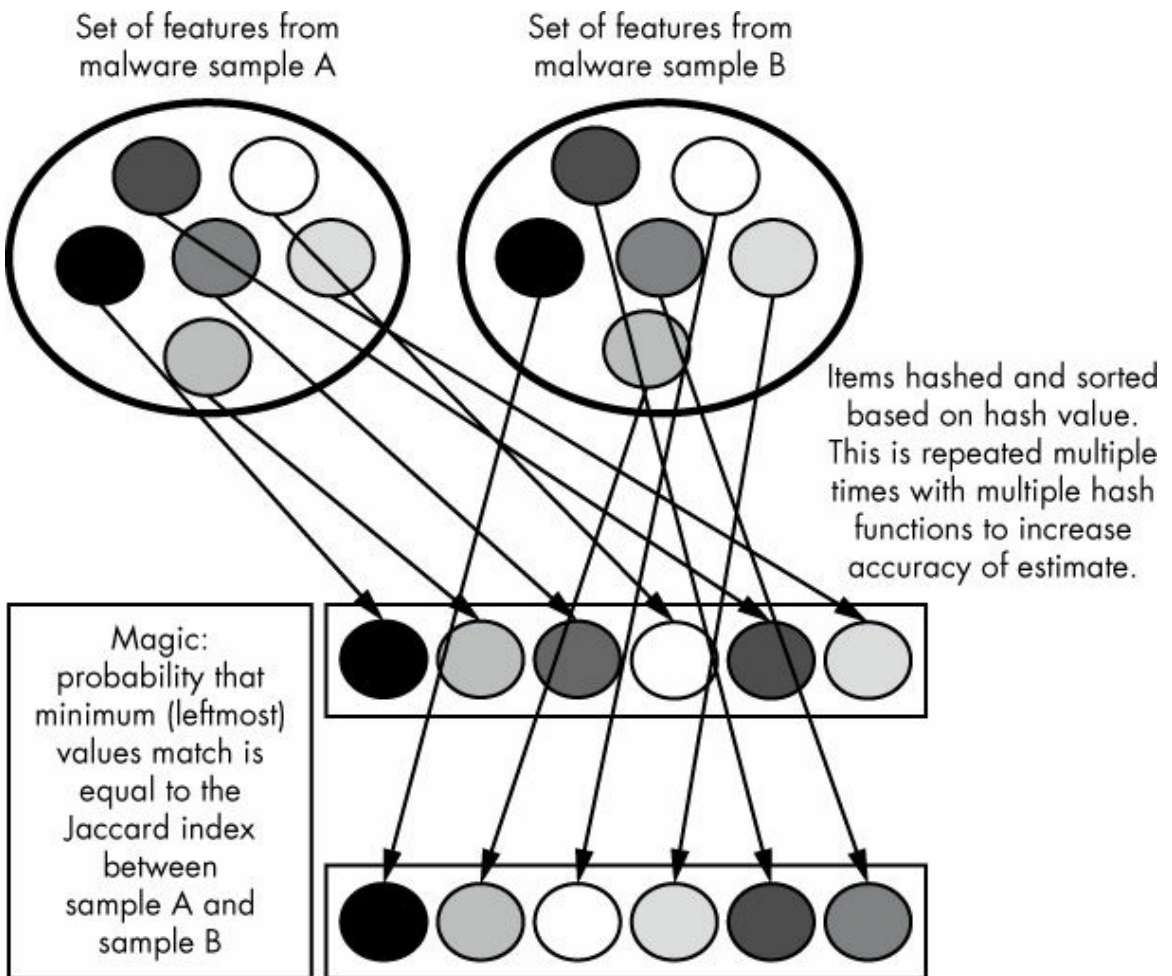 Set of features from
malware sample A
Set of features from
malware sample B
Items hashed and sorted
based on hash value.
This is repeated multiple
times with multiple hash
functions to increase
accuracy of estimate.
Magic:
probability that
minimum (leftmost)
values match is
equal to the
Jaccard index
between
sample A and
sample B